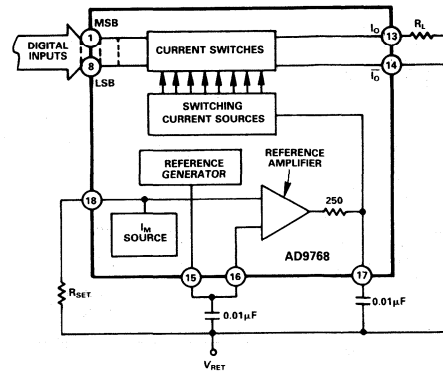 MSB
1
DIGITAL
INPUTS
8
LSB
CURRENT SWITCHES
I_O 13 R_L
14
I̅_O
SWITCHING
CURRENT SOURCES
REFERENCE
GENERATOR
REFERENCE
AMPLIFIER
18
250
I_M
SOURCE
AD9768
15
16
17
R_SET
0.01µF
0.01µF
V_RET